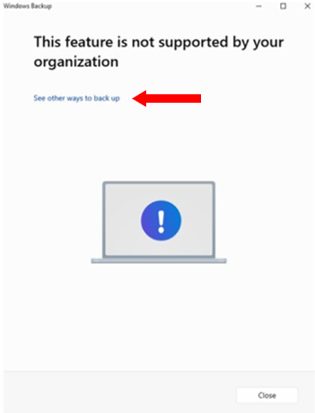 Windows Backup
This feature is not supported by your
organization
See other ways to back up
!
Close